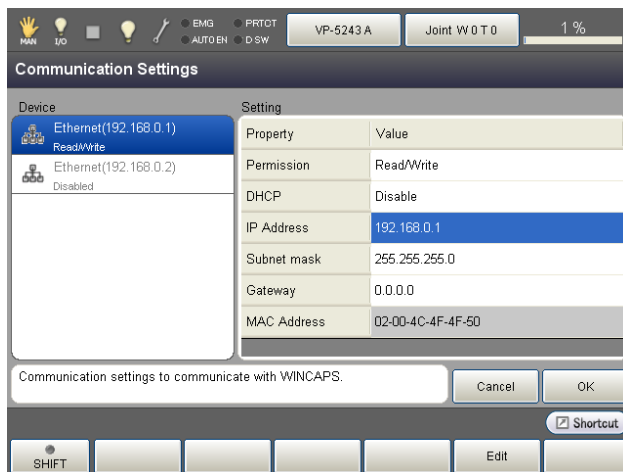 MAN
I/O
EMG
AUTO EN
PRTCT
D SW
VP-5243 A
Joint W 0 T 0
1 %
Communication Settings
Device
Ethernet(192.168.0.1)
Read/Write
Ethernet(192.168.0.2)
Disabled
Setting
Property Value
Permission Read/Write
DHCP Disable
IP Address 192.168.0.1
Subnet mask 255.255.255.0
Gateway 0.0.0.0
MAC Address 02-00-4C-4F-4F-50
Communication settings to communicate with WINCAPS.
Cancel
OK
Shortcut
SHIFT
Edit